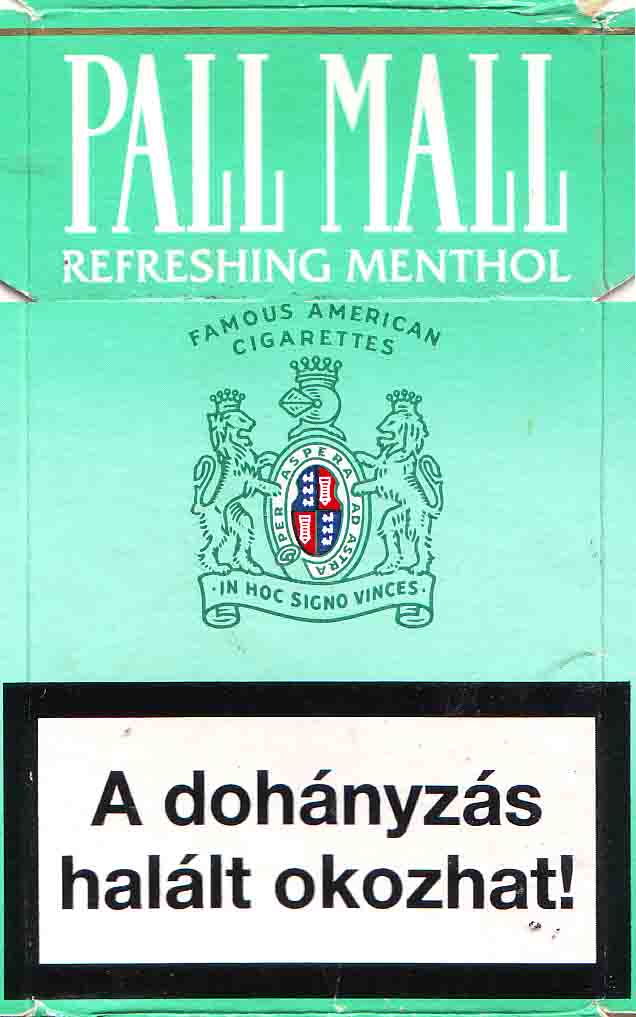 PALL MALL
REFRESHING MENTHOL
FAMOUS AMERICAN
CIGARETTES
PER ASPERA AD ASTRA
· IN HOC SIGNO VINCES ·
A dohányzás
halált okozhat!